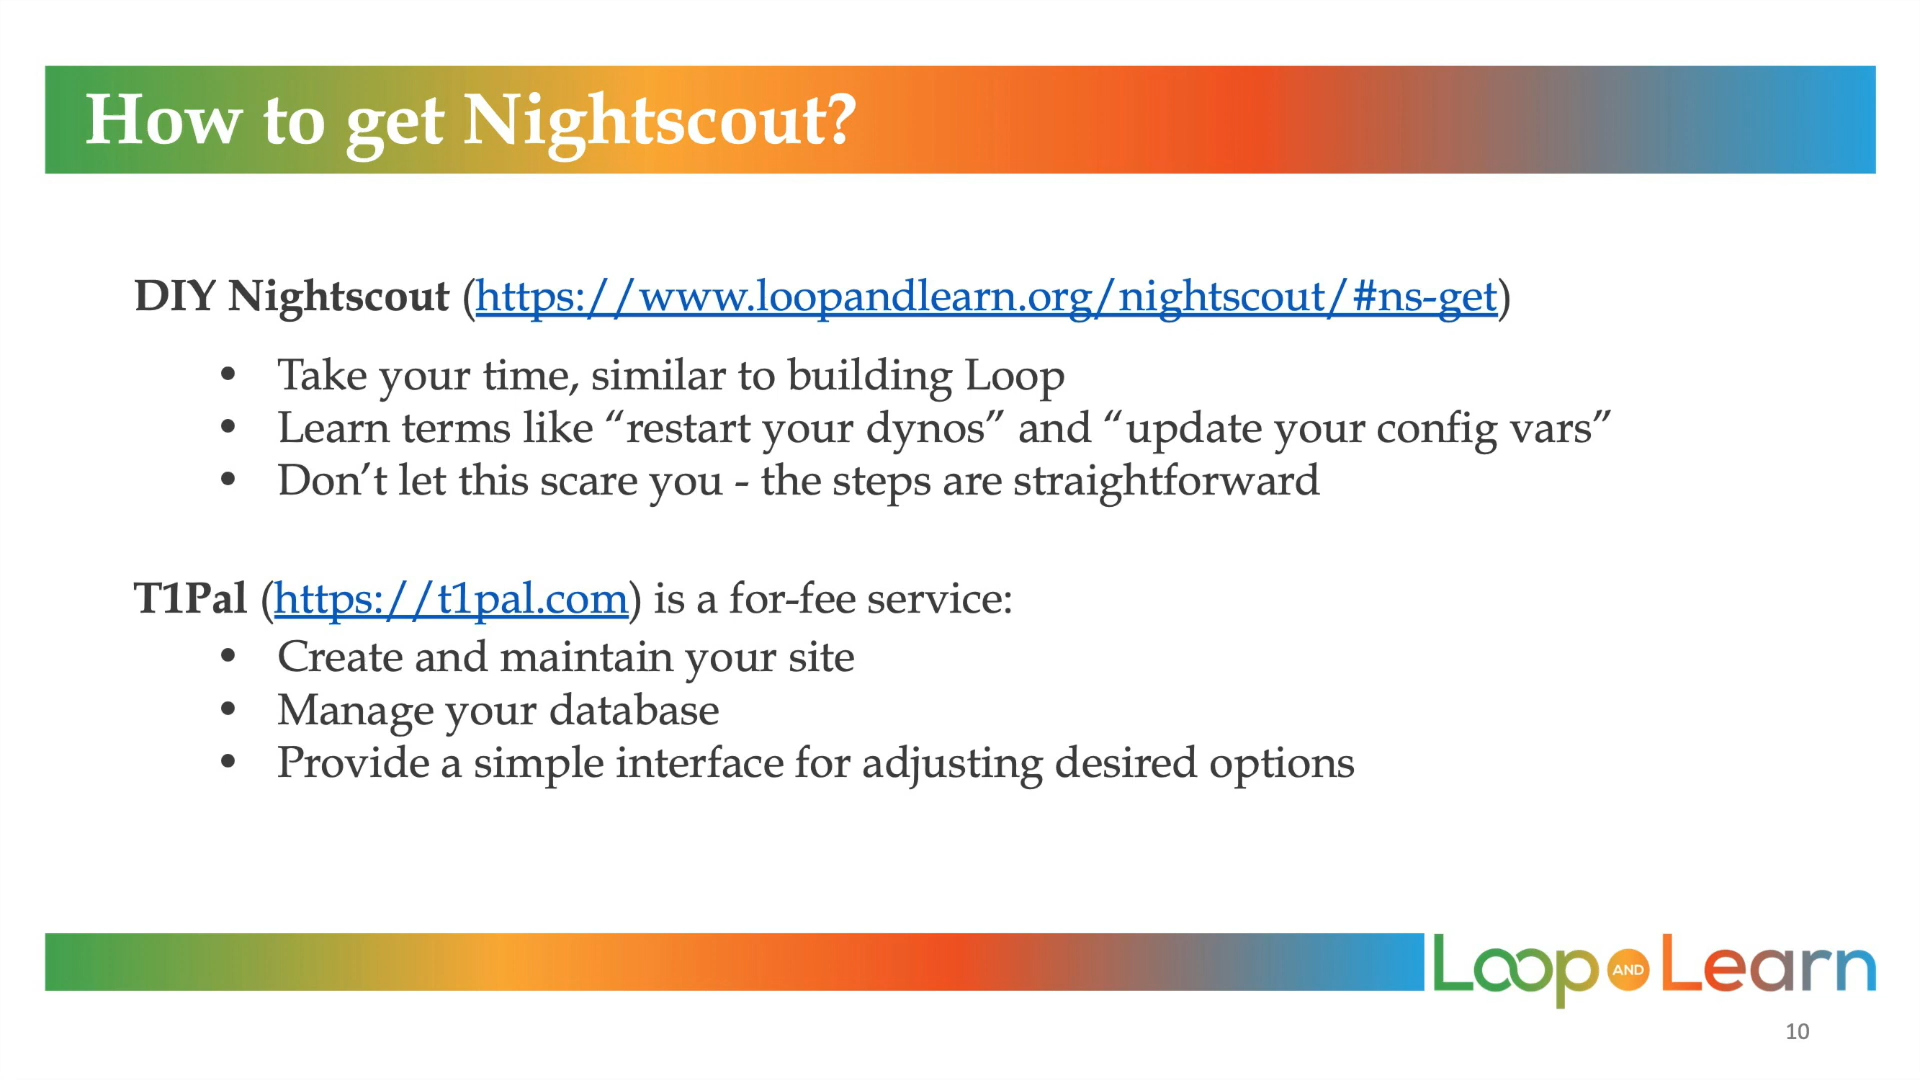 How to get Nightscout?
DIY Nightscout (https://www.loopandlearn.org/nightscout/#ns-get)
• Take your time, similar to building Loop
• Learn terms like “restart your dynos” and “update your config vars”
• Don’t let this scare you - the steps are straightforward
T1Pal (https://t1pal.com) is a for-fee service:
• Create and maintain your site
• Manage your database
• Provide a simple interface for adjusting desired options
Loop AND Learn
10